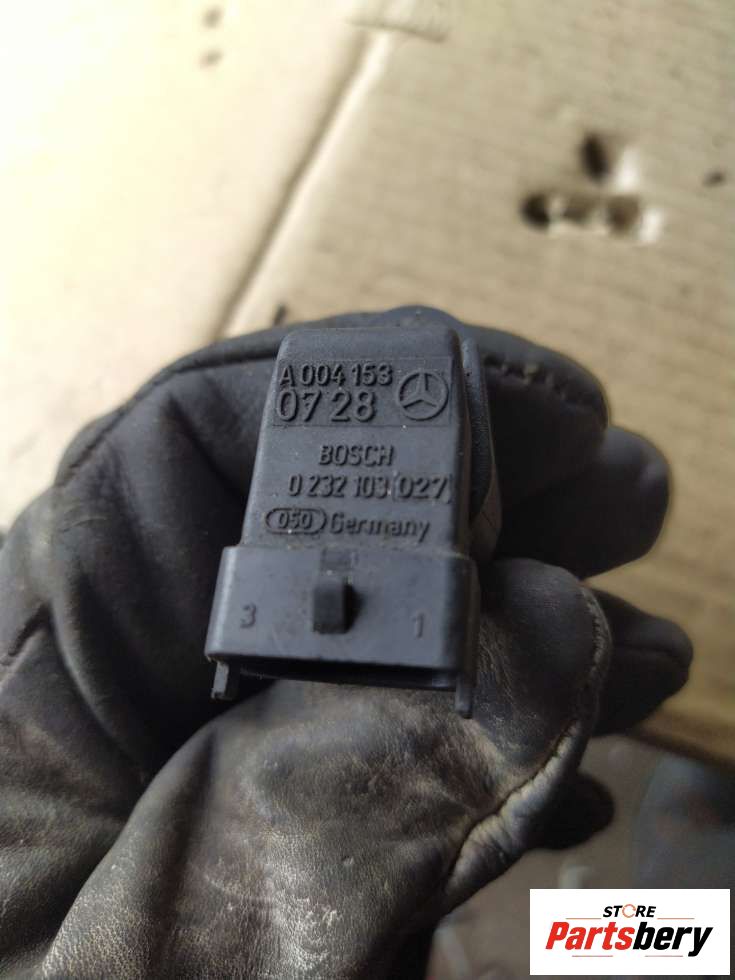 A 004 153
07 28
BOSCH
0 232 103 027
050 Germany
3 1
STORE
Partsbery